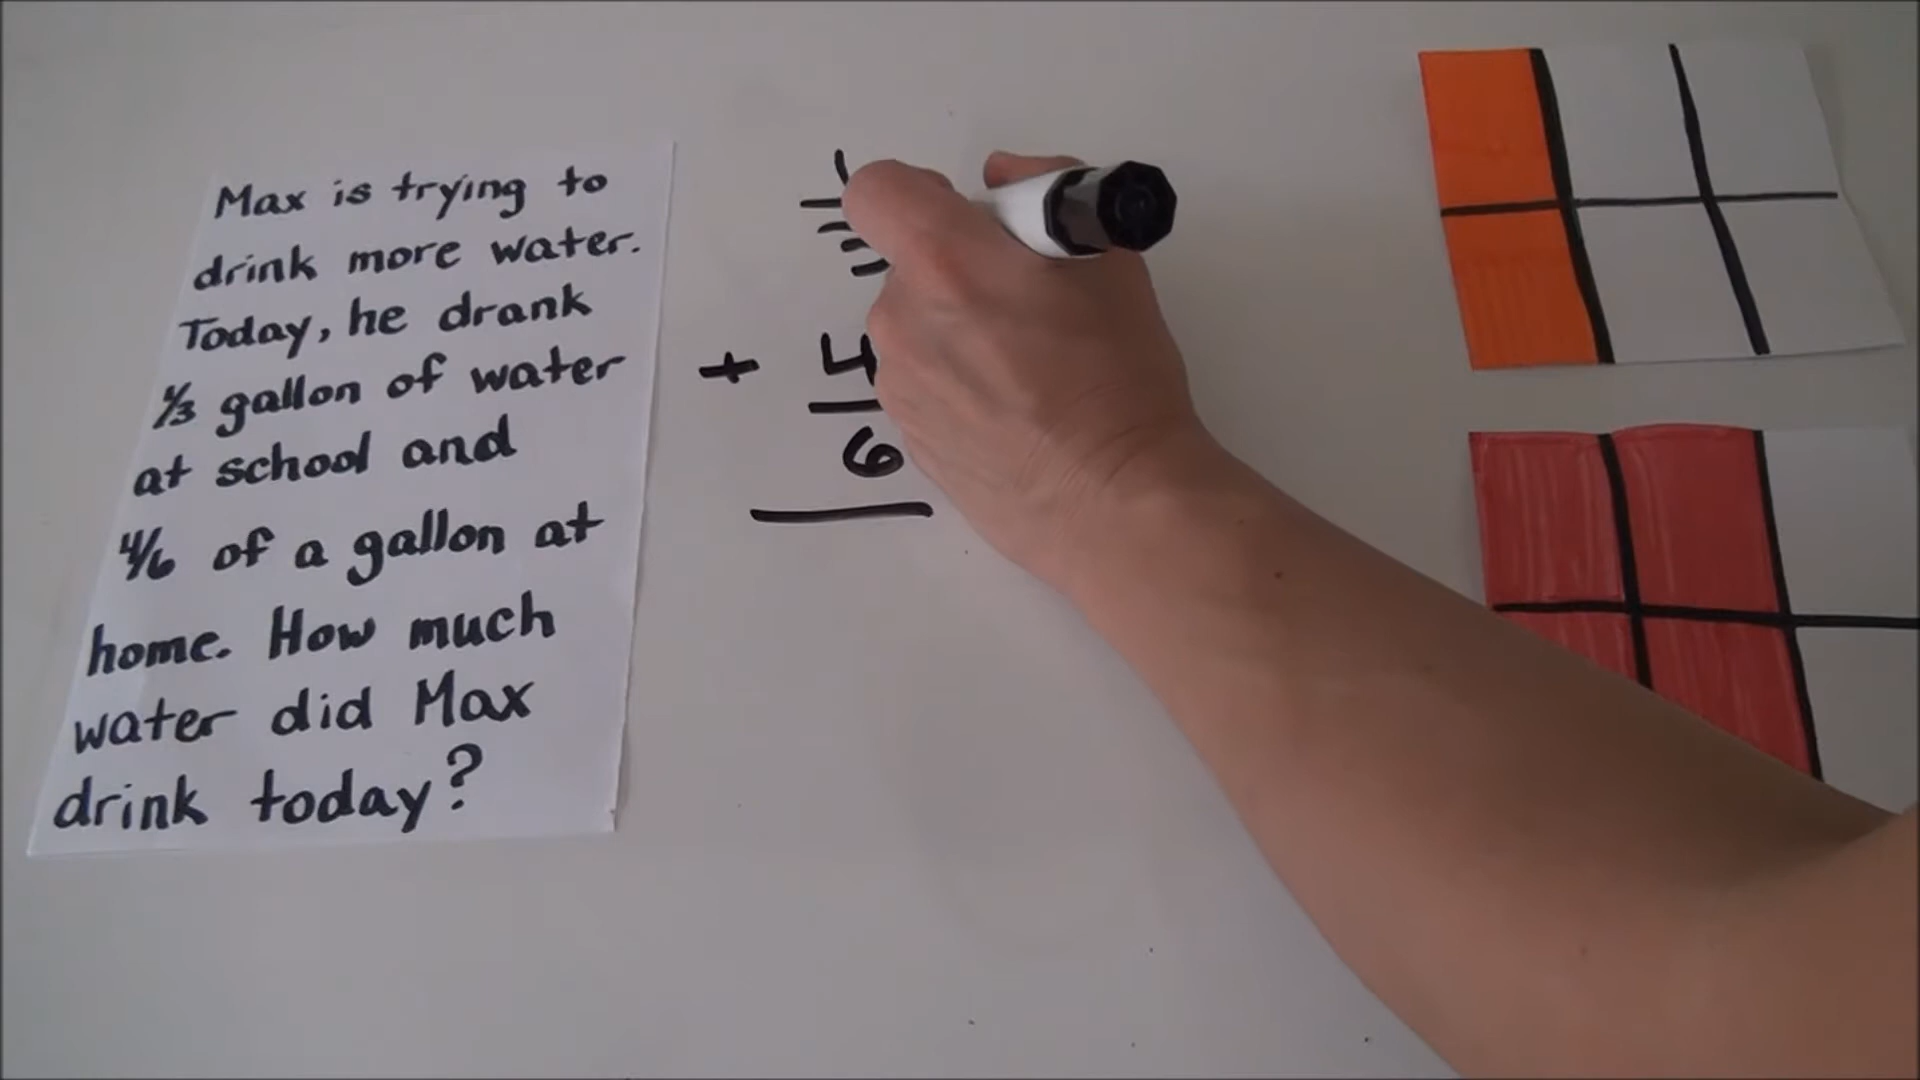 Max is trying to
drink more water.
Today, he drank
1/3 gallon of water
at school and
4/6 of a gallon at
home. How much
water did Max
drink today?
1
+ 4
6